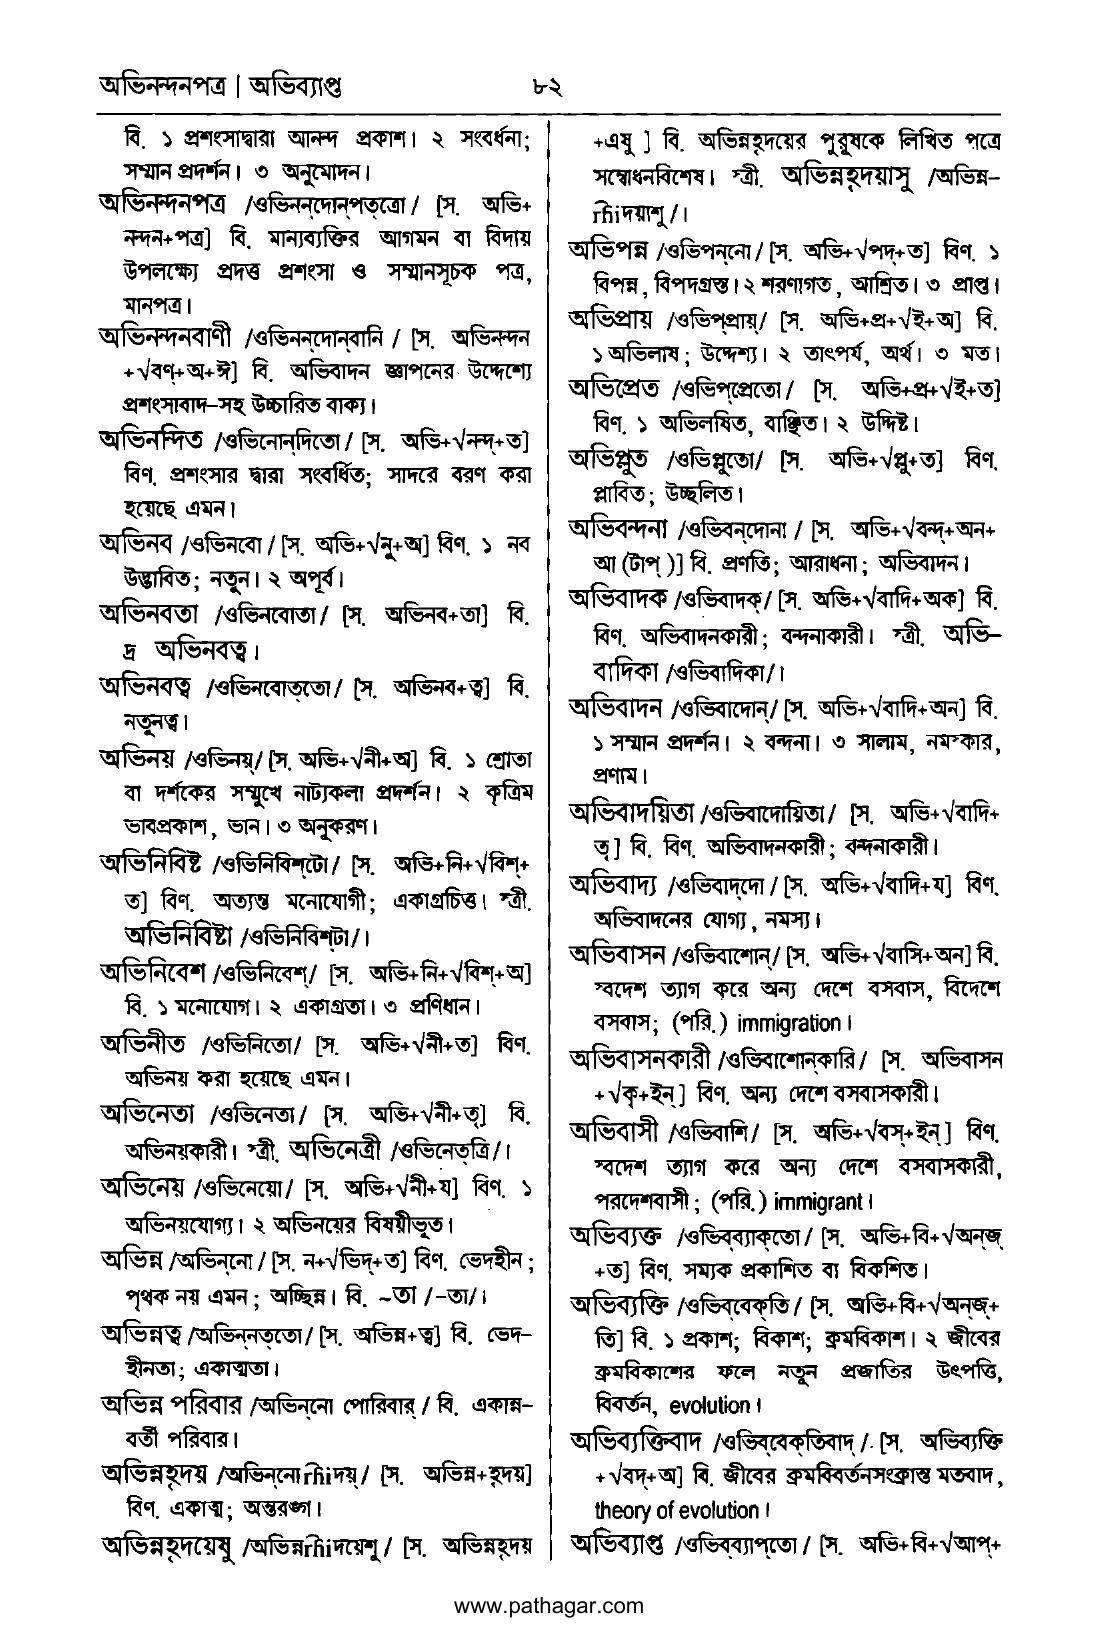 অভিনন্দনপত্র | অভিব্যাপ্ত
৮২
বি. ১ প্রশংসাদ্বারা আনন্দ প্রকাশ। ২ সংবর্ধনা;
সম্মান প্রদর্শন। ৩ অনুমোদন।
অভিনন্দনপত্র /ওভিনন্‌দোন্‌পত্‌ত্রো/ [স. অভি+
নন্দন+পত্র] বি. মান্যব্যক্তির আগমন বা বিদায়
উপলক্ষ্যে প্রদত্ত প্রশংসা ও সম্মানসূচক পত্র,
মানপত্র।
অভিনন্দনবাণী /ওভিনন্‌দোন্‌বানি/ [স. অভিনন্দন
+√বণ্‌+অ+ঈ] বি. অভিবাদন জ্ঞাপনের উদ্দেশ্যে
প্রশংসাবাদ-সহ উচ্চারিত বাক্য।
অভিনন্দিত /ওভিনোন্‌দিতো/ [স. অভি+√নন্দ্‌+ত]
বিণ. প্রশংসার দ্বারা সংবর্ধিত; সাদরে বরণ করা
হয়েছে এমন।
অভিনব /ওভিনবো/ [স. অভি+√নু+অ] বিণ. ১ নব
উদ্ভাবিত; নতুন। ২ অপূর্ব।
অভিনবতা /ওভিনবোতা/ [স. অভিনব+তা] বি.
দ্র অভিনবত্ব।
অভিনবত্ব /ওভিনবোত্‌তো/ [স. অভিনব+ত্ব] বি.
নতুনত্ব।
অভিনয় /ওভিনয়্‌/ [স. অভি+√নী+অ] বি. ১ শ্রোতা
বা দর্শকের সম্মুখে নাট্যকলা প্রদর্শন। ২ কৃত্রিম
ভাবপ্রকাশ, ভান। ৩ অনুকরণ।
অভিনিবিষ্ট /ওভিনিবিশ্‌টো/ [স. অভি+নি+√বিশ্‌+
ত] বিণ. অত্যন্ত মনোযোগী; একাগ্রচিত্ত। স্ত্রী.
অভিনিবিষ্টা /ওভিনিবিশ্‌টা/।
অভিনিবেশ /ওভিনিবেশ্‌/ [স. অভি+নি+√বিশ্‌+অ]
বি. ১ মনোযোগ। ২ একাগ্রতা। ৩ প্রণিধান।
অভিনীত /ওভিনিতো/ [স. অভি+√নী+ত] বিণ.
অভিনয় করা হয়েছে এমন।
অভিনেতা /ওভিনেতা/ [স. অভি+√নী+তৃ] বি.
অভিনয়কারী। স্ত্রী. অভিনেত্রী /ওভিনেত্‌ত্রি/।
অভিনেয় /ওভিনেয়ো/ [স. অভি+√নী+য] বিণ. ১
অভিনয়যোগ্য। ২ অভিনয়ের বিষয়ীভূত।
অভিন্ন /অভিন্‌নো/ [স. ন+√ভিদ্‌+ত] বিণ. ভেদহীন;
পৃথক নয় এমন; অচ্ছিন্ন। বি. ~তা /-তা/।
অভিন্নত্ব /অভিন্‌নত্‌তো/ [স. অভিন্ন+ত্ব] বি. ভেদ-
হীনতা; একাত্মতা।
অভিন্ন পরিবার /অভিন্‌নো পোরিবার্‌/ বি. একান্ন-
বর্তী পরিবার।
অভিন্নহৃদয় /অভিন্‌নোrhiদয়্‌/ [স. অভিন্ন+হৃদয়]
বিণ. একাত্ম; অন্তরঙ্গ।
অভিন্নহৃদয়েষু /অভিন্নrhiদয়েশু/ [স. অভিন্নহৃদয়
+এষু] বি. অভিন্নহৃদয়ের পুরুষকে লিখিত পত্রে
সম্বোধনবিশেষ। স্ত্রী. অভিন্নহৃদয়াসু /অভিন্ন-
rhiদয়াশু/।
অভিপন্ন /ওভিপন্‌নো/ [স. অভি+√পদ্‌+ত] বিণ. ১
বিপন্ন, বিপদগ্রস্ত। ২ শরণাগত, আশ্রিত। ৩ প্রাপ্ত।
অভিপ্রায় /ওভিপ্‌প্রায়্‌/ [স. অভি+প্র+√ই+অ] বি.
১ অভিলাষ; উদ্দেশ্য। ২ তাৎপর্য, অর্থ। ৩ মত।
অভিপ্রেত /ওভিপ্‌প্রেতো/ [স. অভি+প্র+√ই+ত]
বিণ. ১ অভিলষিত, বাঞ্ছিত। ২ উদ্দিষ্ট।
অভিপ্লুত /ওভিপ্লুতো/ [স. অভি+√প্লু+ত] বিণ.
প্লাবিত; উচ্ছলিত।
অভিবন্দনা /ওভিবন্‌দোনা/ [স. অভি+√বন্দ্‌+অন+
আ (টাপ্‌)] বি. প্রণতি; আরাধনা; অভিবাদন।
অভিবাদক /ওভিবাদক্‌/ [স. অভি+√বাদি+অক] বি.
বিণ. অভিবাদনকারী; বন্দনাকারী। স্ত্রী. অভি-
বাদিকা /ওভিবাদিকা/।
অভিবাদন /ওভিবাদোন্‌/ [স. অভি+√বাদি+অন] বি.
১ সম্মান প্রদর্শন। ২ বন্দনা। ৩ সালাম, নমস্কার,
প্রণাম।
অভিবাদয়িতা /ওভিবাদোয়িতা/ [স. অভি+√বাদি+
তৃ] বি. বিণ. অভিবাদনকারী; বন্দনাকারী।
অভিবাদ্য /ওভিবাদ্‌দো/ [স. অভি+√বাদি+য] বিণ.
অভিবাদনের যোগ্য, নমস্য।
অভিবাসন /ওভিবাশোন্‌/ [স. অভি+√বাসি+অন] বি.
স্বদেশ ত্যাগ করে অন্য দেশে বসবাস, বিদেশে
বসবাস; (পরি.) immigration।
অভিবাসনকারী /ওভিবাশোন্‌কারি/ [স. অভিবাসন
+√কৃ+ইন্‌] বিণ. অন্য দেশে বসবাসকারী।
অভিবাসী /ওভিবাশি/ [স. অভি+√বস্‌+ইন্‌] বিণ.
স্বদেশ ত্যাগ করে অন্য দেশে বসবাসকারী,
পরদেশবাসী; (পরি.) immigrant।
অভিব্যক্ত /ওভিব্‌ব্যাক্‌তো/ [স. অভি+বি+√অন্‌জ্‌
+ত] বিণ. সম্যক প্রকাশিত বা বিকশিত।
অভিব্যক্তি /ওভিব্‌বেক্‌তি/ [স. অভি+বি+√অন্‌জ্‌+
তি] বি. ১ প্রকাশ; বিকাশ; ক্রমবিকাশ। ২ জীবের
ক্রমবিকাশের ফলে নতুন প্রজাতির উৎপত্তি,
বিবর্তন, evolution।
অভিব্যক্তিবাদ /ওভিব্‌বেক্‌তিবাদ্‌/ [স. অভিব্যক্তি
+√বদ্‌+অ] বি. জীবের ক্রমবিবর্তনসংক্রান্ত মতবাদ,
theory of evolution।
অভিব্যাপ্ত /ওভিব্‌ব্যাপ্‌তো/ [স. অভি+বি+√আপ্‌+
www.pathagar.com